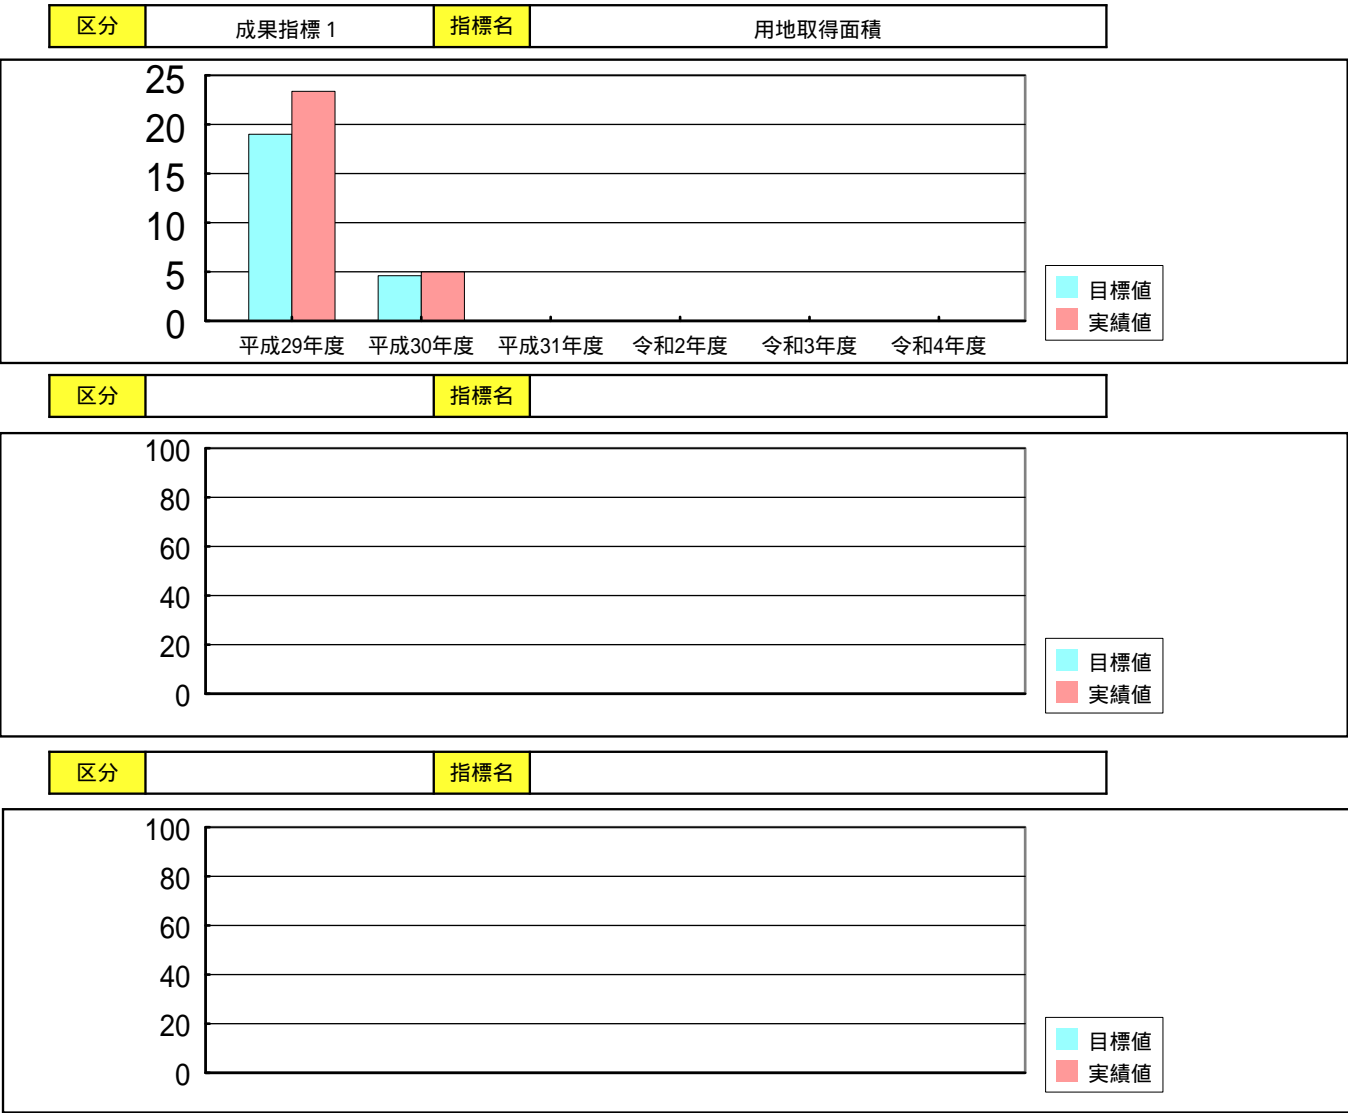 区分 成果指標1 指標名 用地取得面積
25
20
15
10
5
0
平成29年度 平成30年度 平成31年度 令和2年度 令和3年度 令和4年度
目標値
実績値
区分 指標名
100
80
60
40
20
0
目標値
実績値
区分 指標名
100
80
60
40
20
0
目標値
実績値